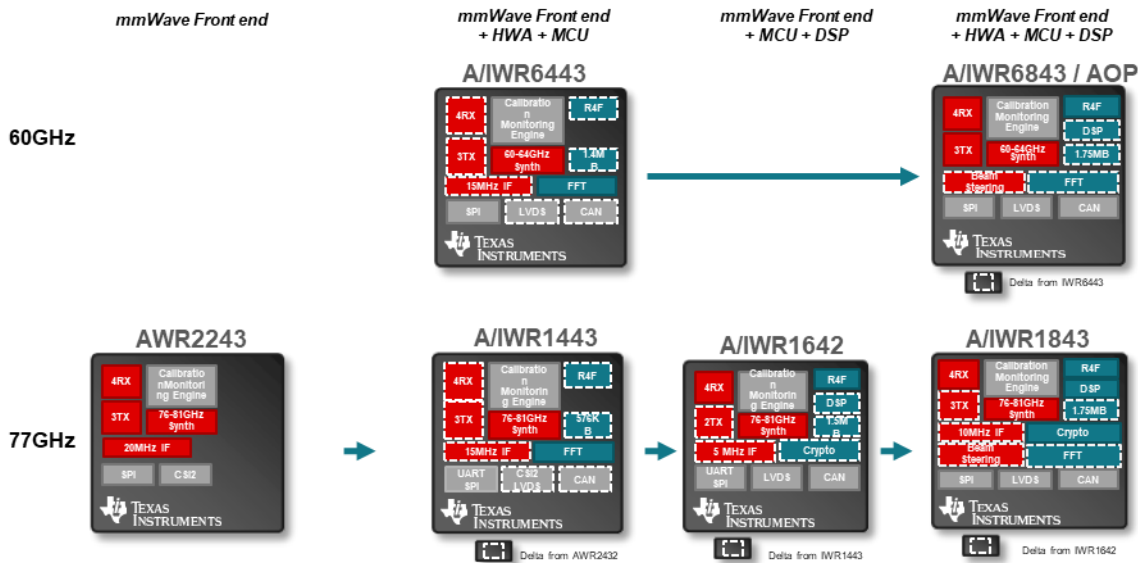 mmWave Front end
mmWave Front end
+ HWA + MCU
mmWave Front end
+ MCU + DSP
mmWave Front end
+ HWA + MCU + DSP
60GHz
A/IWR6443
4RX
Calibratio
n
Monitoring
Engine
R4F
3TX
60-64GHz
Synth
1.4M
B
15MHz IF
FFT
SPI
LVDS
CAN
TEXAS
INSTRUMENTS
A/IWR6843 / AOP
4RX
Calibration
Monitoring
Engine
R4F
DSP
3TX
60-64GHz
Synth
1.75MB
Beam
Steering
FFT
SPI
LVDS
CAN
TEXAS
INSTRUMENTS
Delta from IWR6443
77GHz
AWR2243
4RX
Calibratio
nMonitori
ng Engine
3TX
76-81GHz
Synth
20MHz IF
SPI
CSI2
TEXAS
INSTRUMENTS
A/IWR1443
4RX
Calibratio
n
Monitorin
g Engine
R4F
3TX
76-81GHz
Synth
576K
B
15MHz IF
FFT
UART
SPI
CSI2
LVDS
CAN
TEXAS
INSTRUMENTS
Delta from AWR2432
A/IWR1642
4RX
Calibratio
n
Monitorin
g Engine
R4F
DSP
2TX
76-81GHz
Synth
1.5M
B
5 MHz IF
Crypto
UART
SPI
LVDS
CAN
TEXAS
INSTRUMENTS
Delta from IWR1443
A/IWR1843
4RX
Calibration
Monitoring
Engine
R4F
DSP
3TX
76-81GHz
Synth
1.75MB
10MHz IF
Crypto
Beam
Steering
FFT
SPI
LVDS
CAN
TEXAS
INSTRUMENTS
Delta from IWR1642